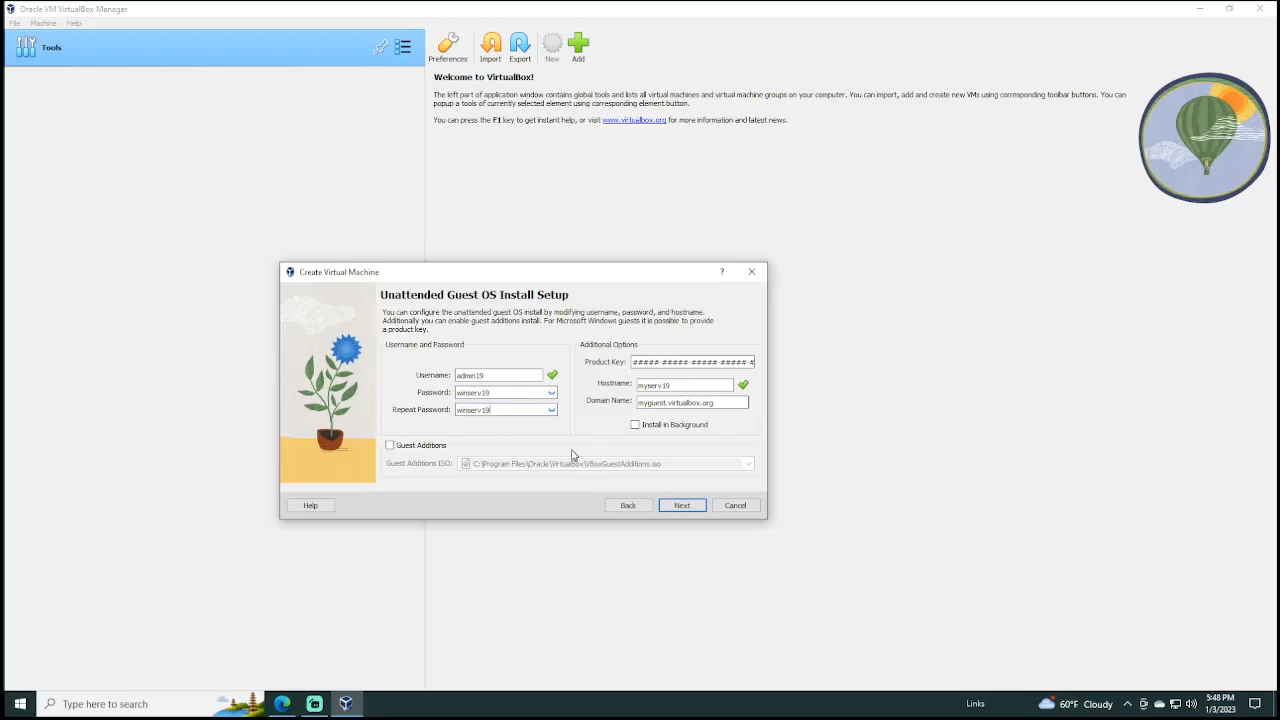 Oracle VM VirtualBox Manager
File Machine Help
Tools
Preferences Import Export New Add
Welcome to VirtualBox!
The left part of application window contains global tools and lists all virtual machines and virtual machine groups on your computer. You can import, add and create new VMs using corresponding toolbar buttons. You can
popup a tools of currently selected element using corresponding element button.
You can press the F1 key to get instant help, or visit www.virtualbox.org for more information and latest news.
Create Virtual Machine
?
Unattended Guest OS Install Setup
You can configure the unattended guest OS install by modifying username, password, and hostname.
Additionally you can enable guest additions install. For Microsoft Windows guests it is possible to provide
a product key.
Username and Password
Username: admin19
Password: winserv19
Repeat Password: winserv19
Additional Options
Product Key: #####-#####-#####-#####-#
Hostname: myserv19
Domain Name: myguest.virtualbox.org
Install in Background
Guest Additions
Guest Additions ISO: C:\Program Files\Oracle\VirtualBox\VBoxGuestAdditions.iso
Help Back Next Cancel
Type here to search
Links
60°F Cloudy
5:48 PM
1/3/2023